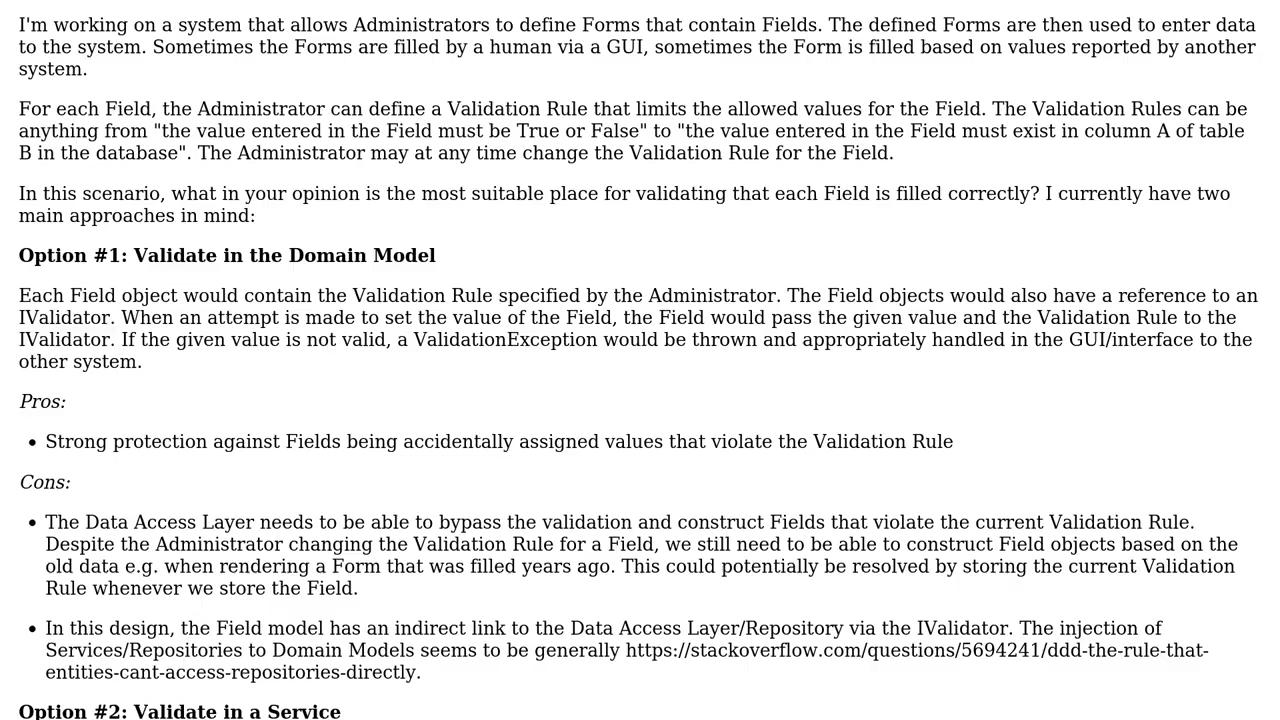 I'm working on a system that allows Administrators to define Forms that contain Fields. The defined Forms are then used to enter data
to the system. Sometimes the Forms are filled by a human via a GUI, sometimes the Form is filled based on values reported by another
system.
For each Field, the Administrator can define a Validation Rule that limits the allowed values for the Field. The Validation Rules can be
anything from "the value entered in the Field must be True or False" to "the value entered in the Field must exist in column A of table
B in the database". The Administrator may at any time change the Validation Rule for the Field.
In this scenario, what in your opinion is the most suitable place for validating that each Field is filled correctly? I currently have two
main approaches in mind:
Option #1: Validate in the Domain Model
Each Field object would contain the Validation Rule specified by the Administrator. The Field objects would also have a reference to an
IValidator. When an attempt is made to set the value of the Field, the Field would pass the given value and the Validation Rule to the
IValidator. If the given value is not valid, a ValidationException would be thrown and appropriately handled in the GUI/interface to the
other system.
Pros:
• Strong protection against Fields being accidentally assigned values that violate the Validation Rule
Cons:
• The Data Access Layer needs to be able to bypass the validation and construct Fields that violate the current Validation Rule.
Despite the Administrator changing the Validation Rule for a Field, we still need to be able to construct Field objects based on the
old data e.g. when rendering a Form that was filled years ago. This could potentially be resolved by storing the current Validation
Rule whenever we store the Field.
• In this design, the Field model has an indirect link to the Data Access Layer/Repository via the IValidator. The injection of
Services/Repositories to Domain Models seems to be generally https://stackoverflow.com/questions/5694241/ddd-the-rule-that-
entities-cant-access-repositories-directly.
Option #2: Validate in a Service